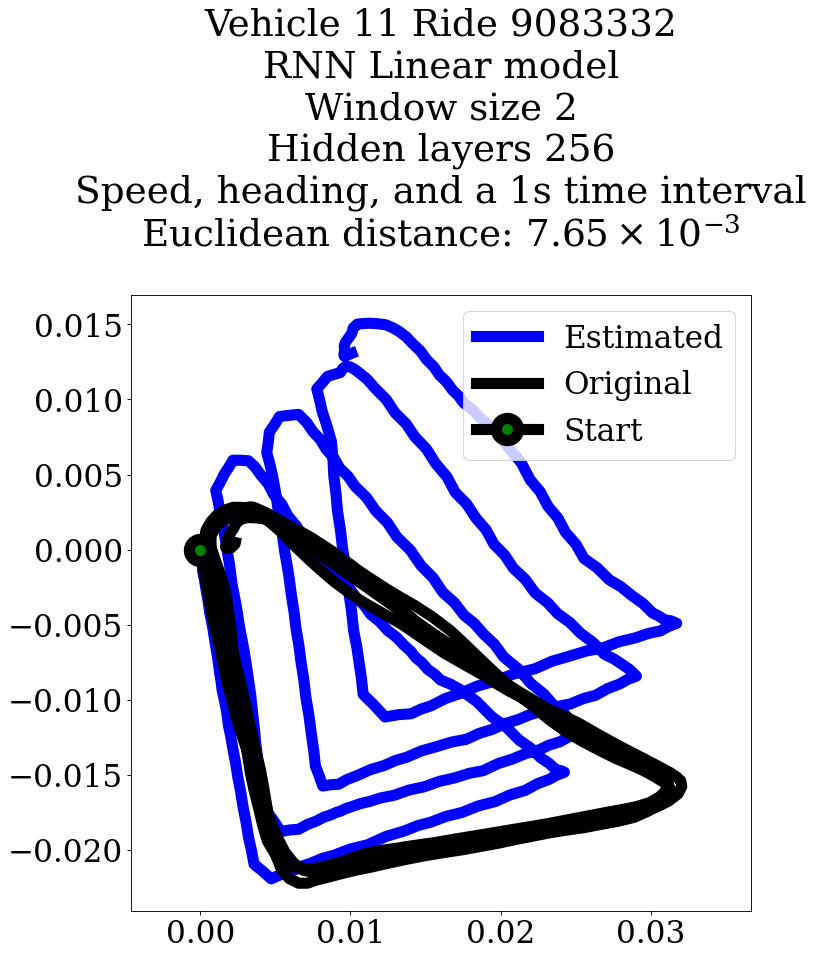 Vehicle 11 Ride 9083332
RNN Linear model
Window size 2
Hidden layers 256
Speed, heading, and a 1s time interval
Euclidean distance: 7.65 × 10⁻³
Estimated
Original
Start
0.015
0.010
0.005
0.000
−0.005
−0.010
−0.015
−0.020
0.00 0.01 0.02 0.03